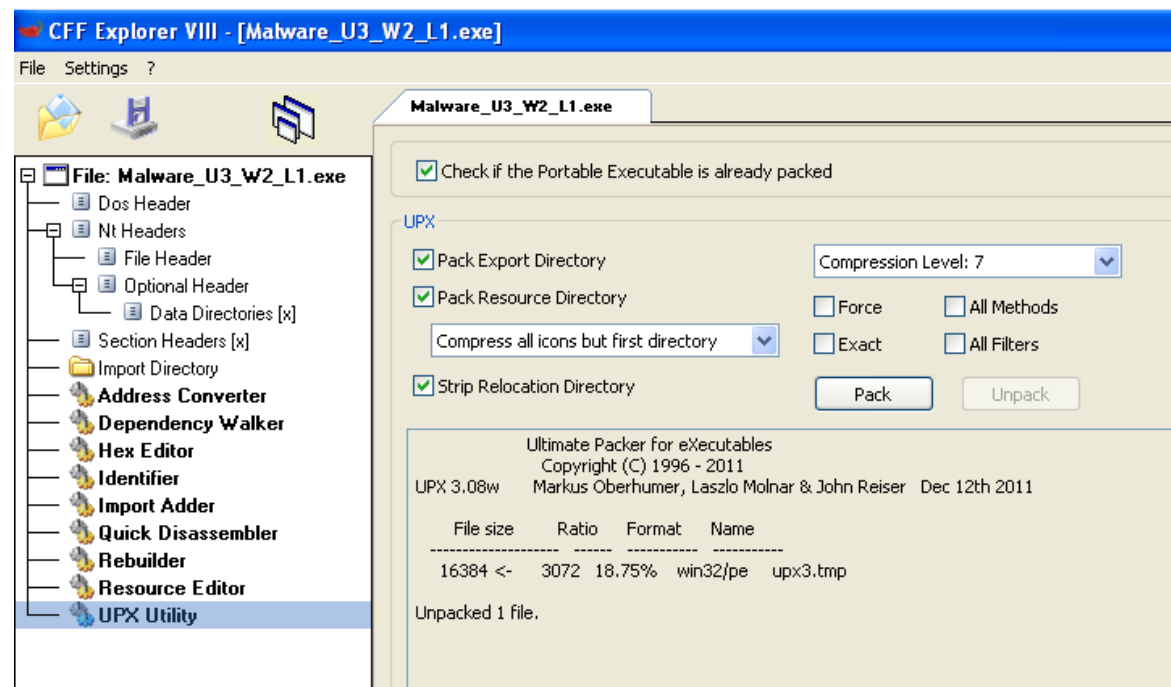 CFF Explorer VIII - [Malware_U3_W2_L1.exe]
File Settings ?
Malware_U3_W2_L1.exe
File: Malware_U3_W2_L1.exe
Dos Header
Nt Headers
File Header
Optional Header
Data Directories [x]
Section Headers [x]
Import Directory
Address Converter
Dependency Walker
Hex Editor
Identifier
Import Adder
Quick Disassembler
Rebuilder
Resource Editor
UPX Utility
Check if the Portable Executable is already packed
UPX
Pack Export Directory
Compression Level: 7
Pack Resource Directory
Force All Methods
Compress all icons but first directory
Exact All Filters
Strip Relocation Directory
Pack Unpack
Ultimate Packer for eXecutables
Copyright (C) 1996 - 2011
UPX 3.08w Markus Oberhumer, Laszlo Molnar & John Reiser Dec 12th 2011
File size Ratio Format Name
-------------------- ------ ----------- -----------
16384 <- 3072 18.75% win32/pe upx3.tmp
Unpacked 1 file.